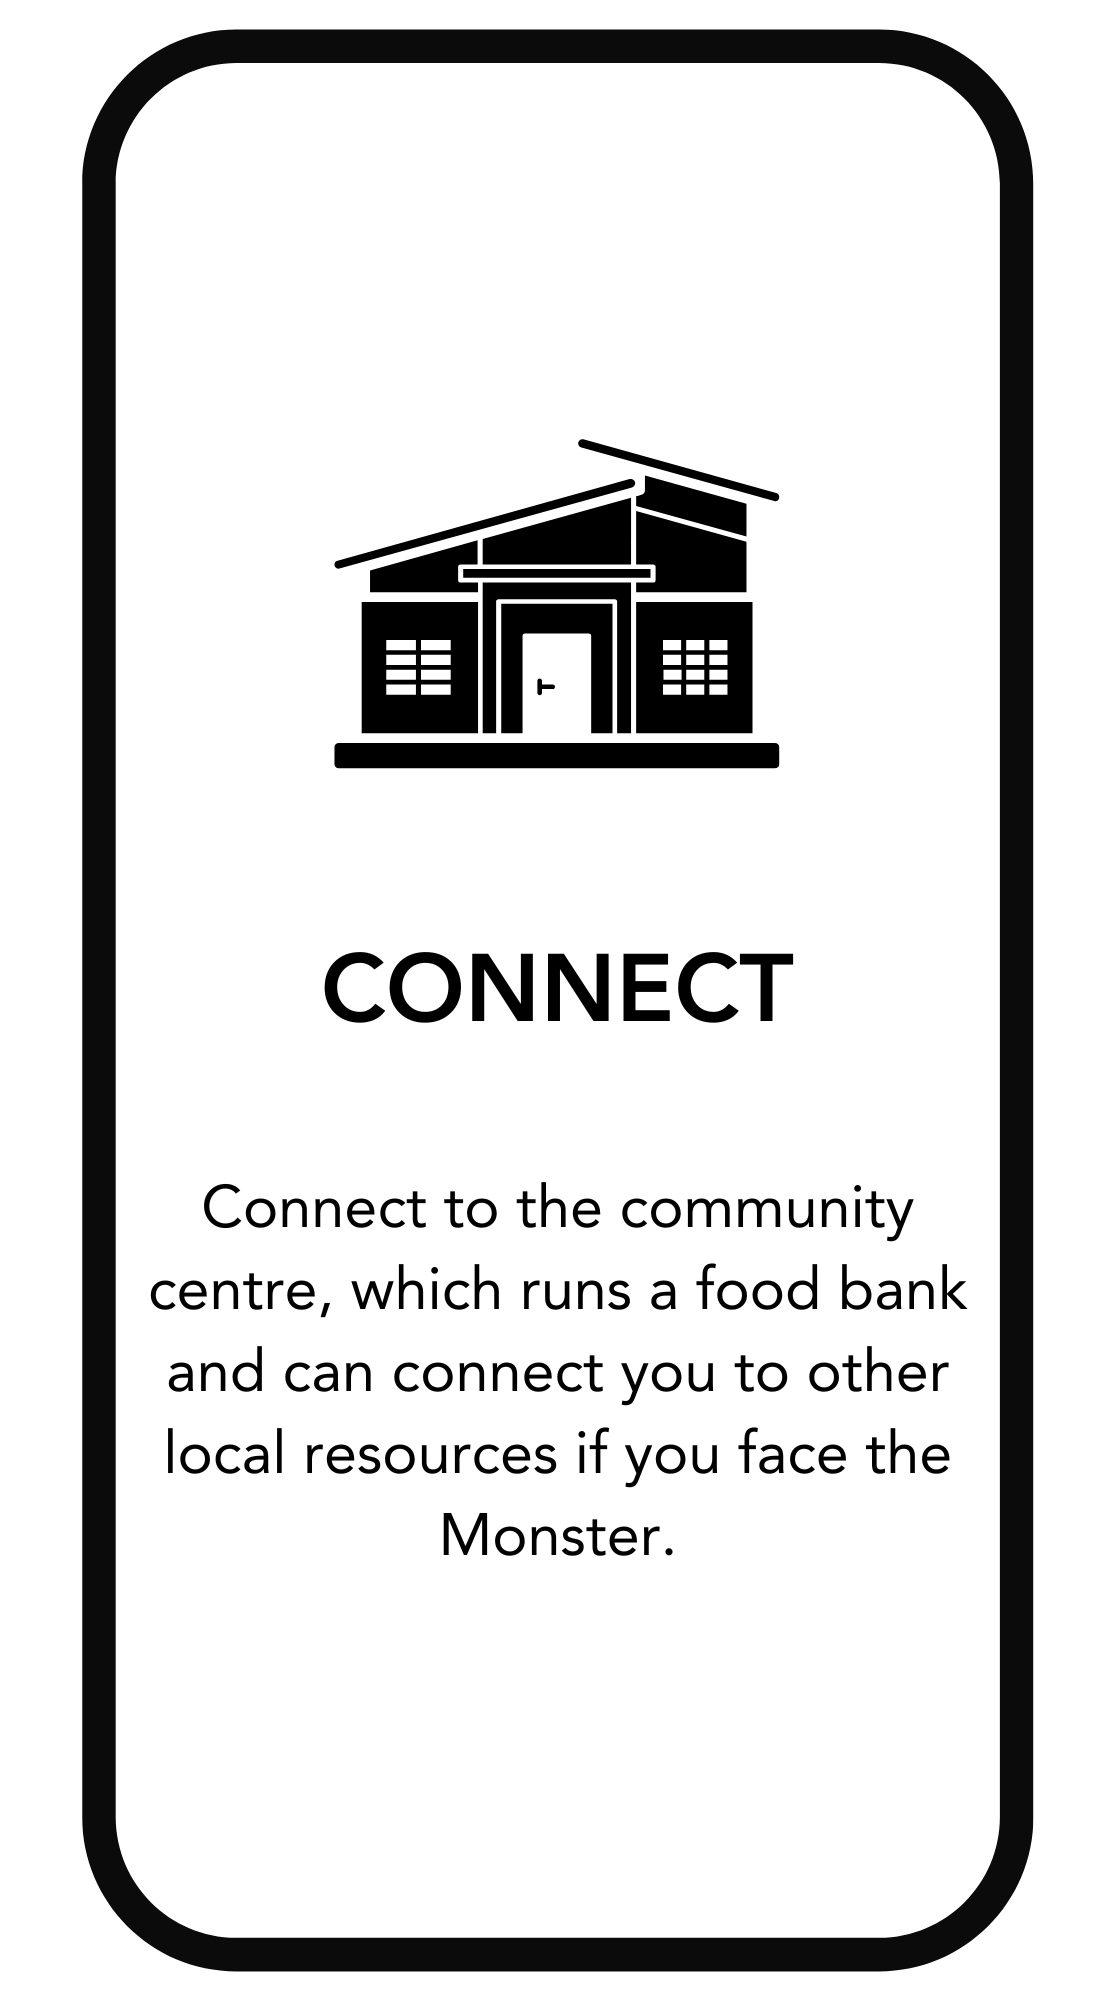 CONNECT
Connect to the community
centre, which runs a food bank
and can connect you to other
local resources if you face the
Monster.